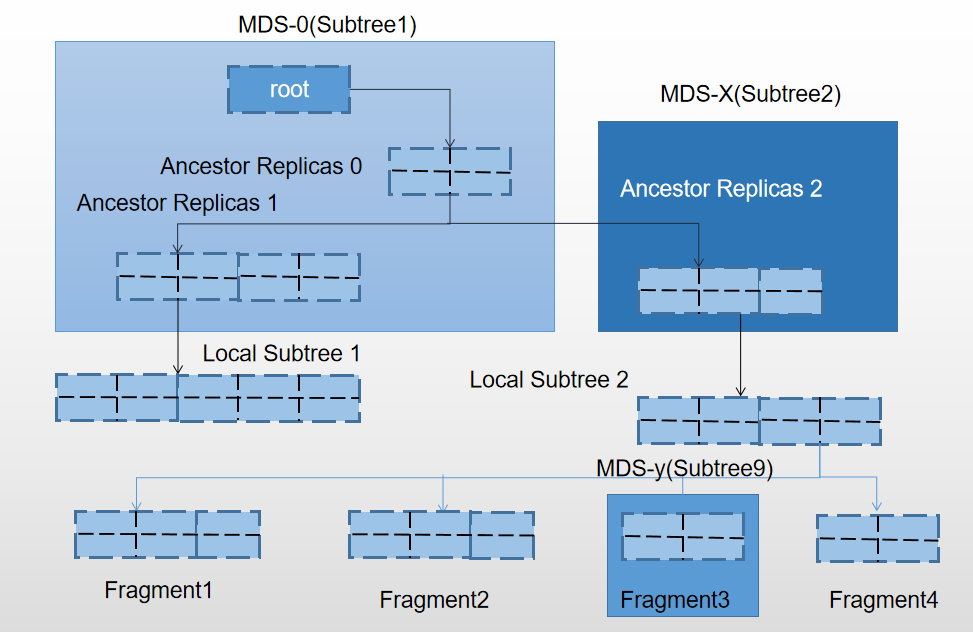 MDS-0(Subtree1)
root
MDS-X(Subtree2)
Ancestor Replicas 0
Ancestor Replicas 1
Ancestor Replicas 2
Local Subtree 1
Local Subtree 2
MDS-y(Subtree9)
Fragment1
Fragment2
Fragment3
Fragment4